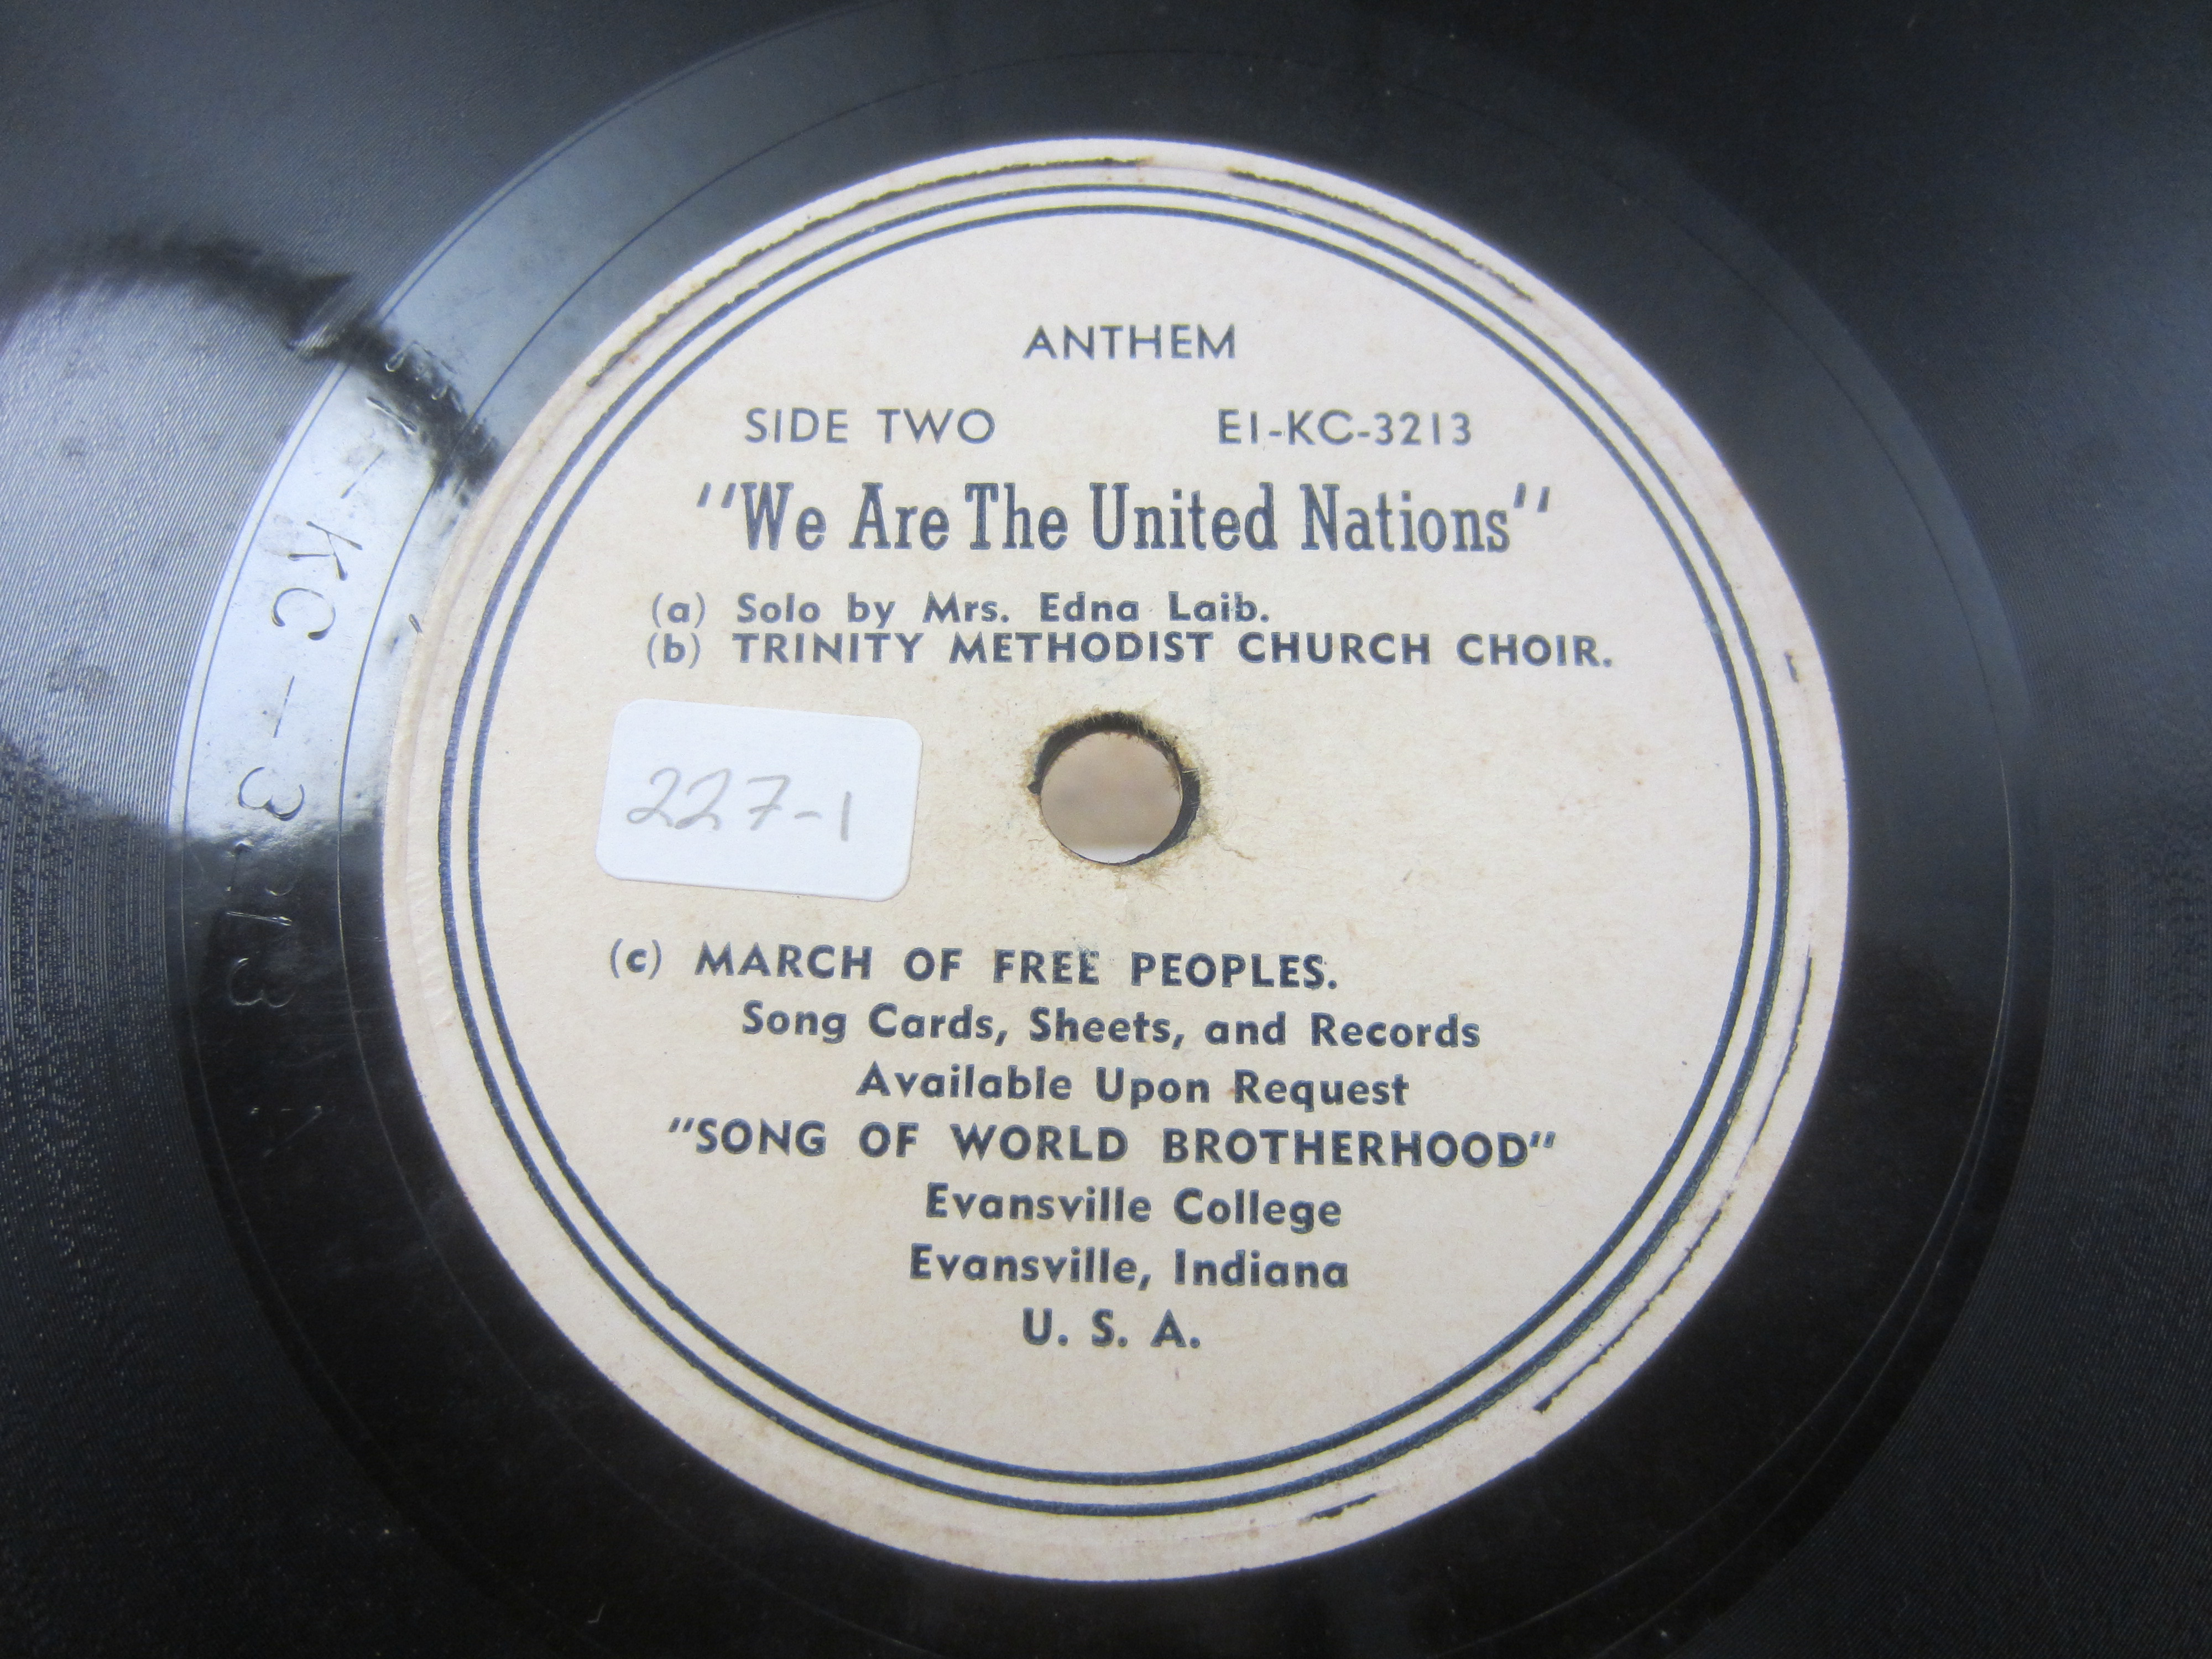 ANTHEM
SIDE TWO E1-KC-3213
"We Are The United Nations"
(a) Solo by Mrs. Edna Laib.
(b) TRINITY METHODIST CHURCH CHOIR.
227-1
(c) MARCH OF FREE PEOPLES.
Song Cards, Sheets, and Records
Available Upon Request
"SONG OF WORLD BROTHERHOOD"
Evansville College
Evansville, Indiana
U. S. A.
-KC-3213